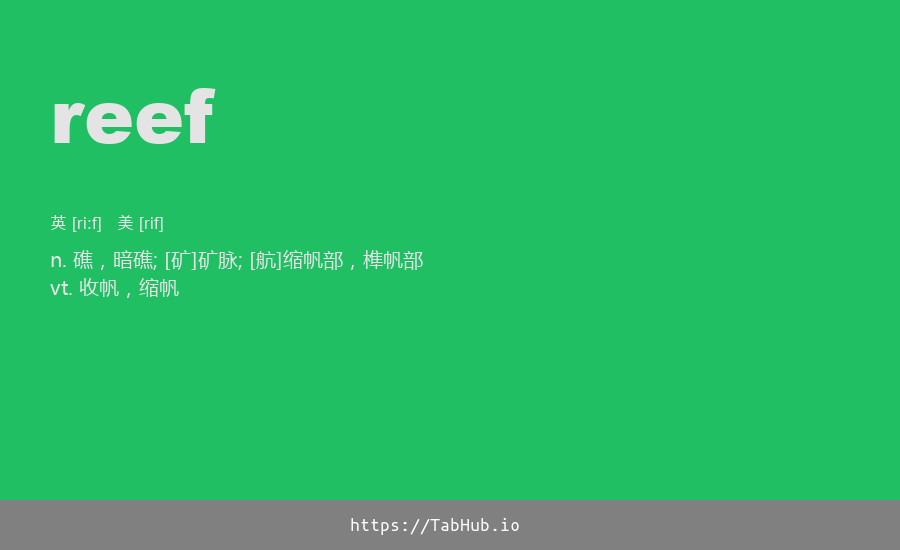 reef
英 [ri:f] 美 [rif]
n. 礁，暗礁; [矿]矿脉; [航]缩帆部，榫帆部
vt. 收帆，缩帆
https://TabHub.io